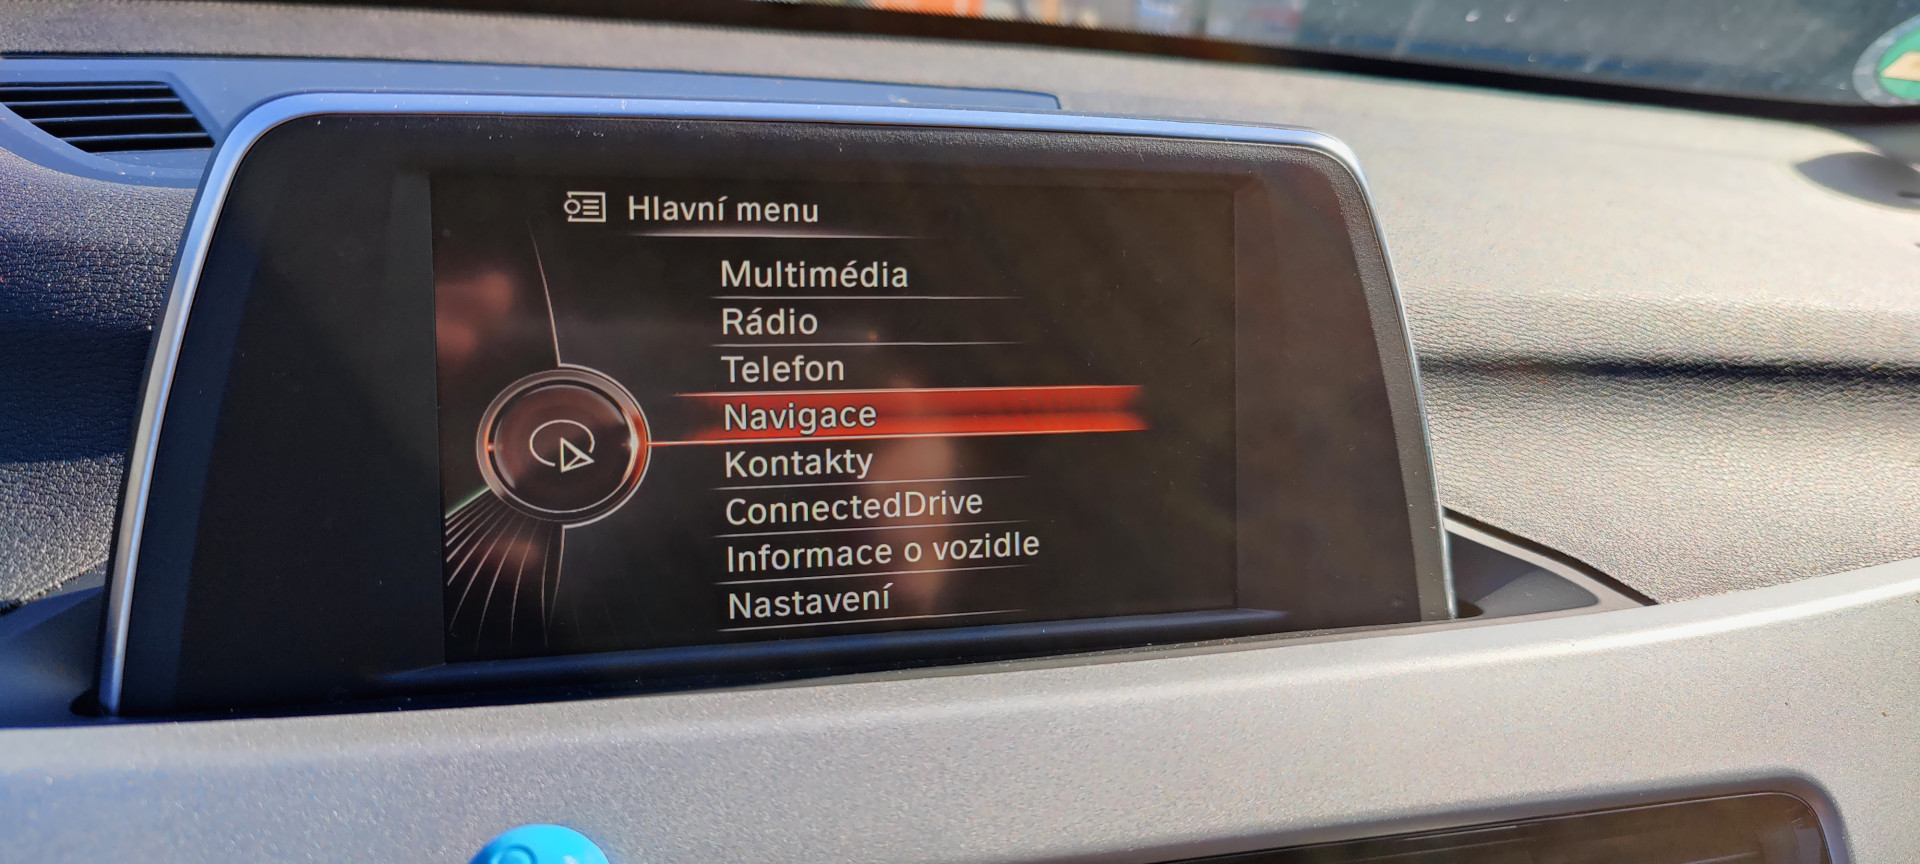 Hlavní menu
Multimédia
Rádio
Telefon
Navigace
Kontakty
ConnectedDrive
Informace o vozidle
Nastavení